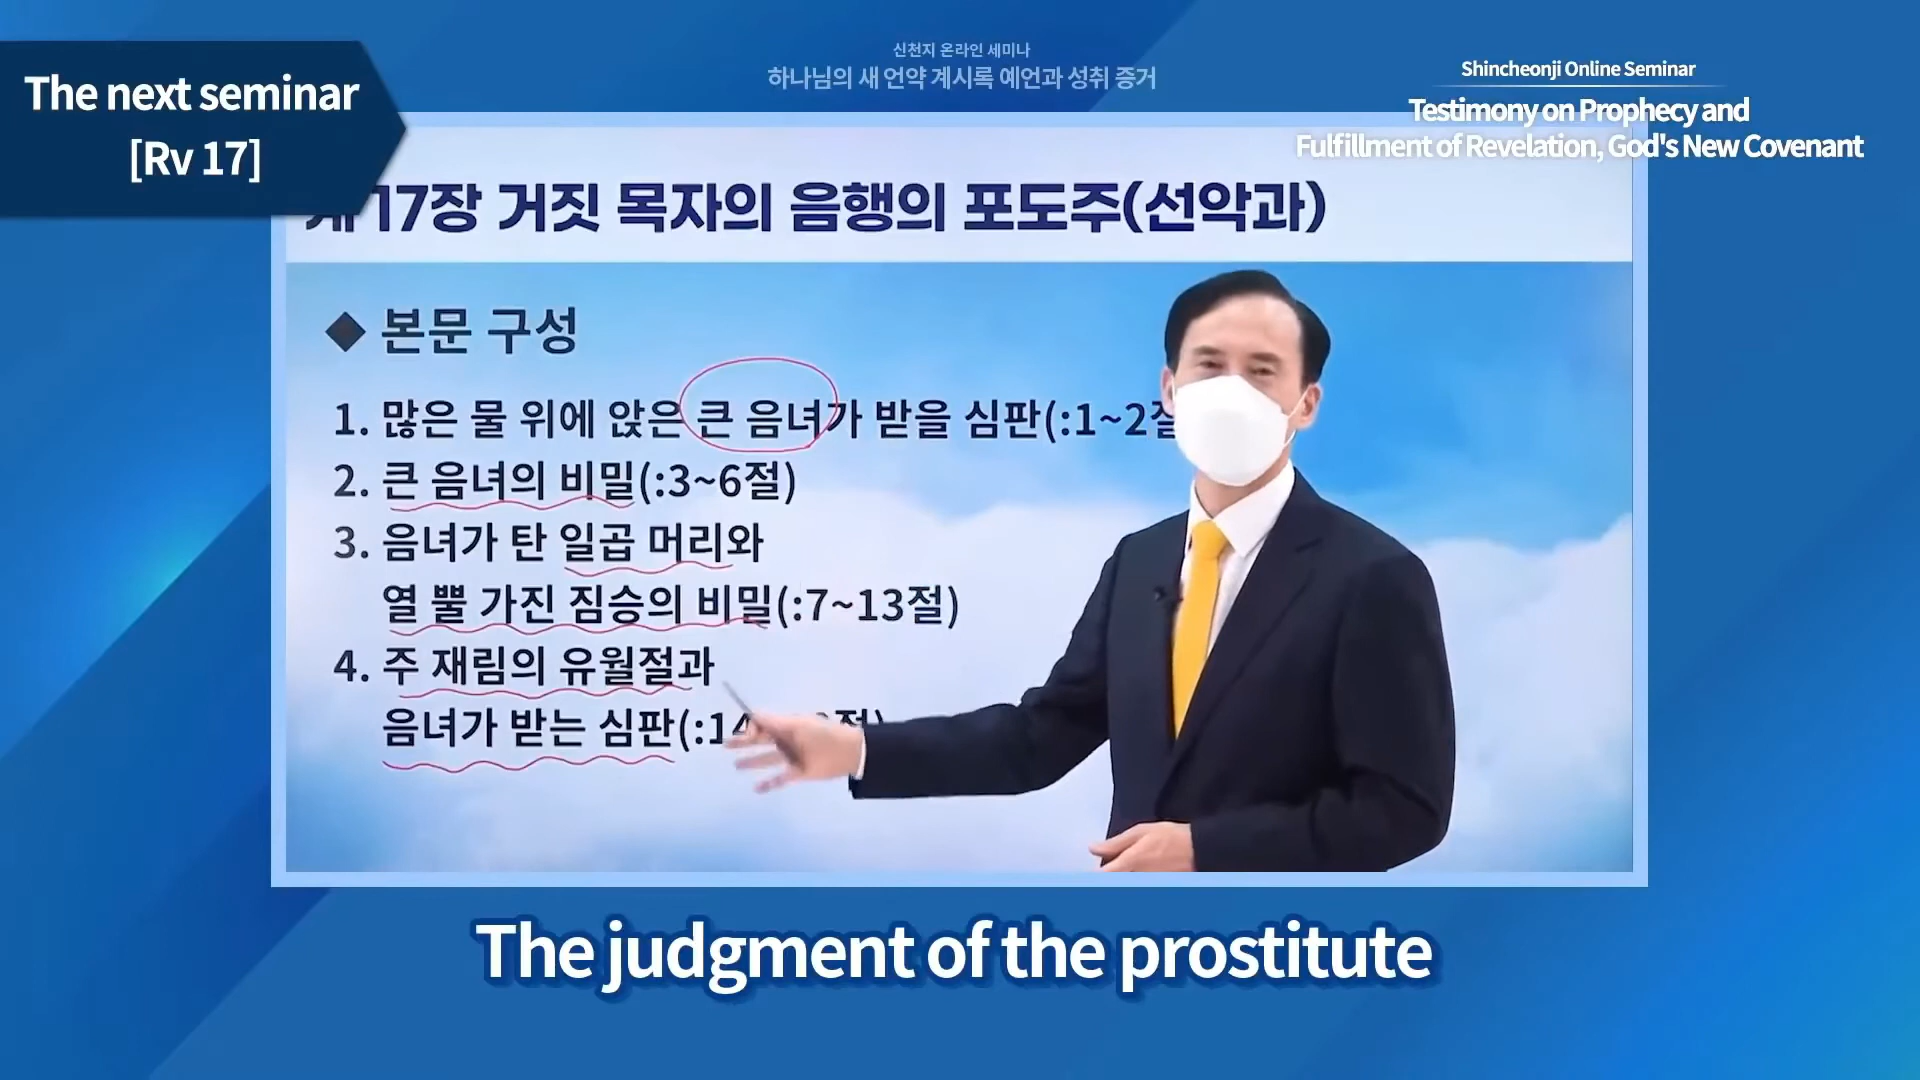 The next seminar
[Rv 17]
신천지 온라인 세미나
하나님의 새 언약 계시록 예언과 성취 증거
Shincheonji Online Seminar
Testimony on Prophecy and
Fulfillment of Revelation, God's New Covenant
제 17장 거짓 목자의 음행의 포도주(선악과)
◆ 본문 구성
1. 많은 물 위에 앉은 큰 음녀가 받을 심판(:1~2절
2. 큰 음녀의 비밀(:3~6절)
3. 음녀가 탄 일곱 머리와
열 뿔 가진 짐승의 비밀(:7~13절)
4. 주 재림의 유월절과
음녀가 받는 심판
The judgment of the prostitute